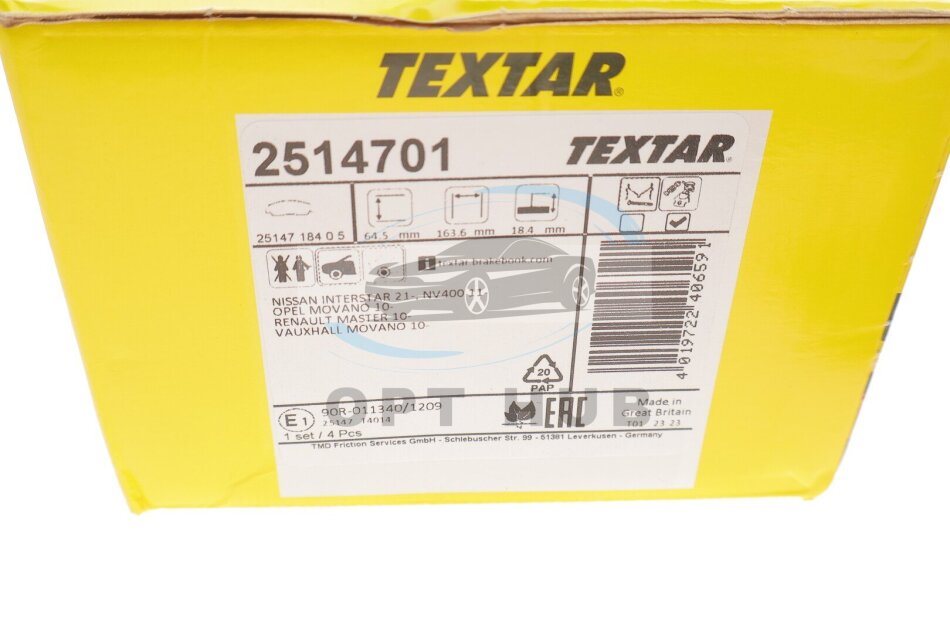 TEXTAR®
2514701
TEXTAR®
25147 184 0 5
64.5 mm
163.6 mm
18.4 mm
textar.brakebook.com
NISSAN INTERSTAR 21-, NV400 11-
OPEL MOVANO 10-
RENAULT MASTER 10-
VAUXHALL MOVANO 10-
4 019722 406591
20
PAP
OPT HUB
E1
90R-011340/1209
25147 14014
1 set / 4 Pcs
EAC
Made in
Great Britain
T01 23 23
TMD Friction Services GmbH - Schlebuscher Str. 99 - 51381 Leverkusen - Germany